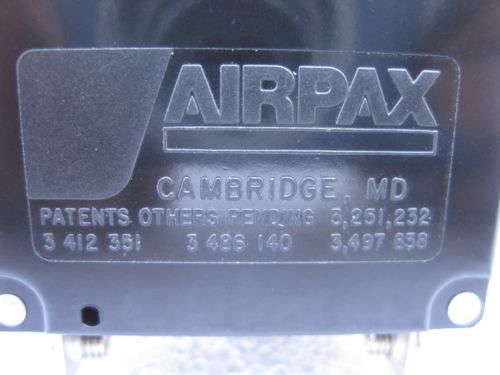 AIRPAX
CAMBRIDGE, MD
PATENTS OTHERS PENDING 3,251,232
3 412 351 3 486 140 3,497 838